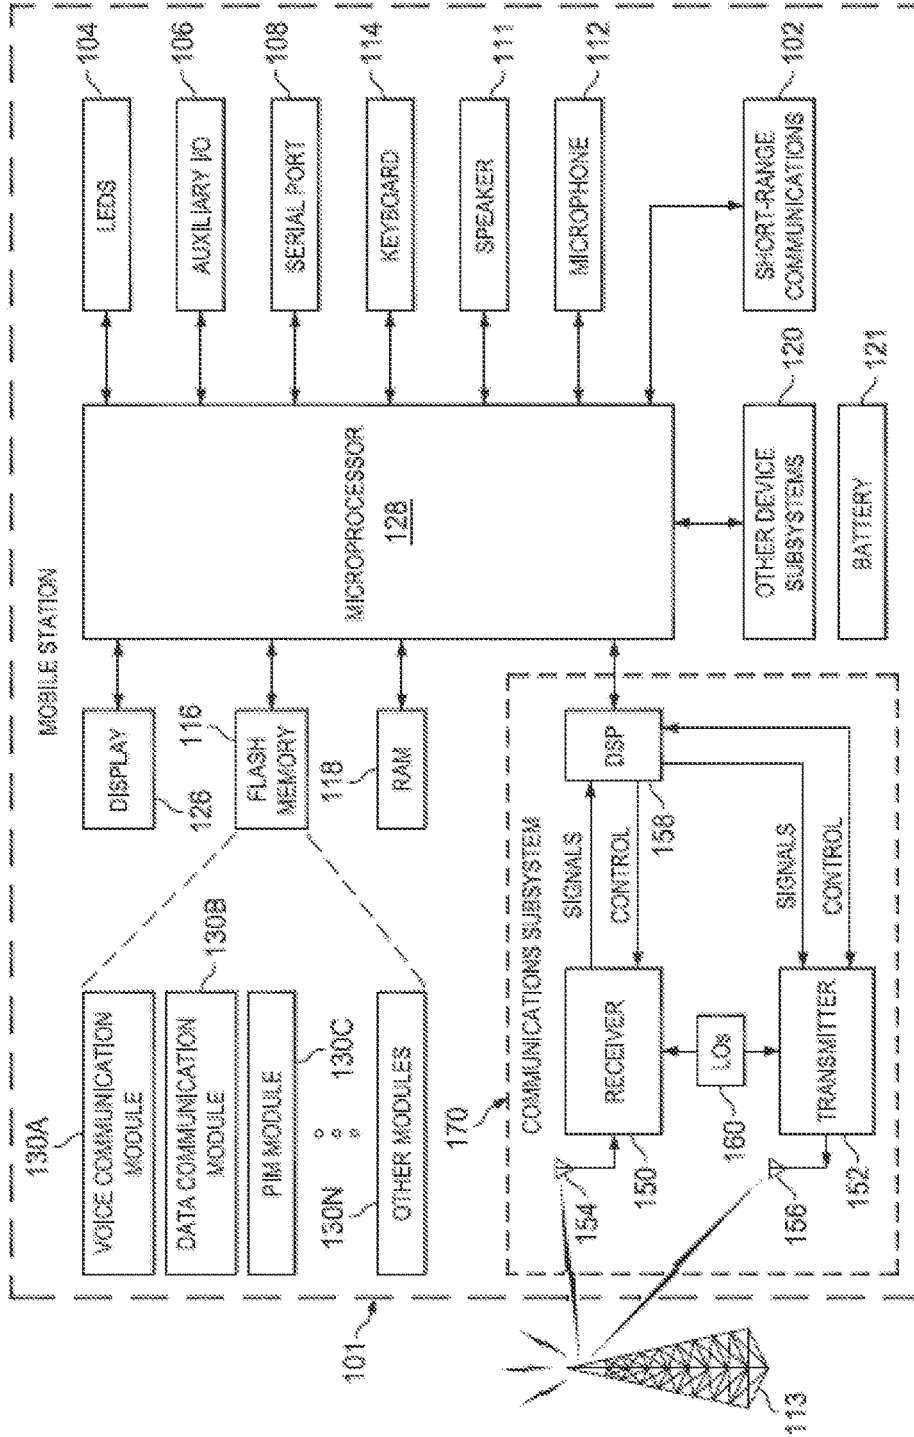 MOBILE STATION
130A
VOICE COMMUNICATION
MODULE
DATA COMMUNICATION
MODULE
130B
PIM MODULE
130C
130N
OTHER MODULES
101
DISPLAY
126
116
FLASH
MEMORY
118
RAM
MICROPROCESSOR
128
LEDS
104
AUXILIARY I/O
106
SERIAL PORT
108
KEYBOARD
114
SPEAKER
111
MICROPHONE
112
SHORT-RANGE
COMMUNICATIONS
102
OTHER DEVICE
SUBSYSTEMS
120
BATTERY
121
170
COMMUNICATIONS SUBSYSTEM
154
RECEIVER
150
SIGNALS
CONTROL
DSP
158
LOs
160
156
TRANSMITTER
152
SIGNALS
CONTROL
113